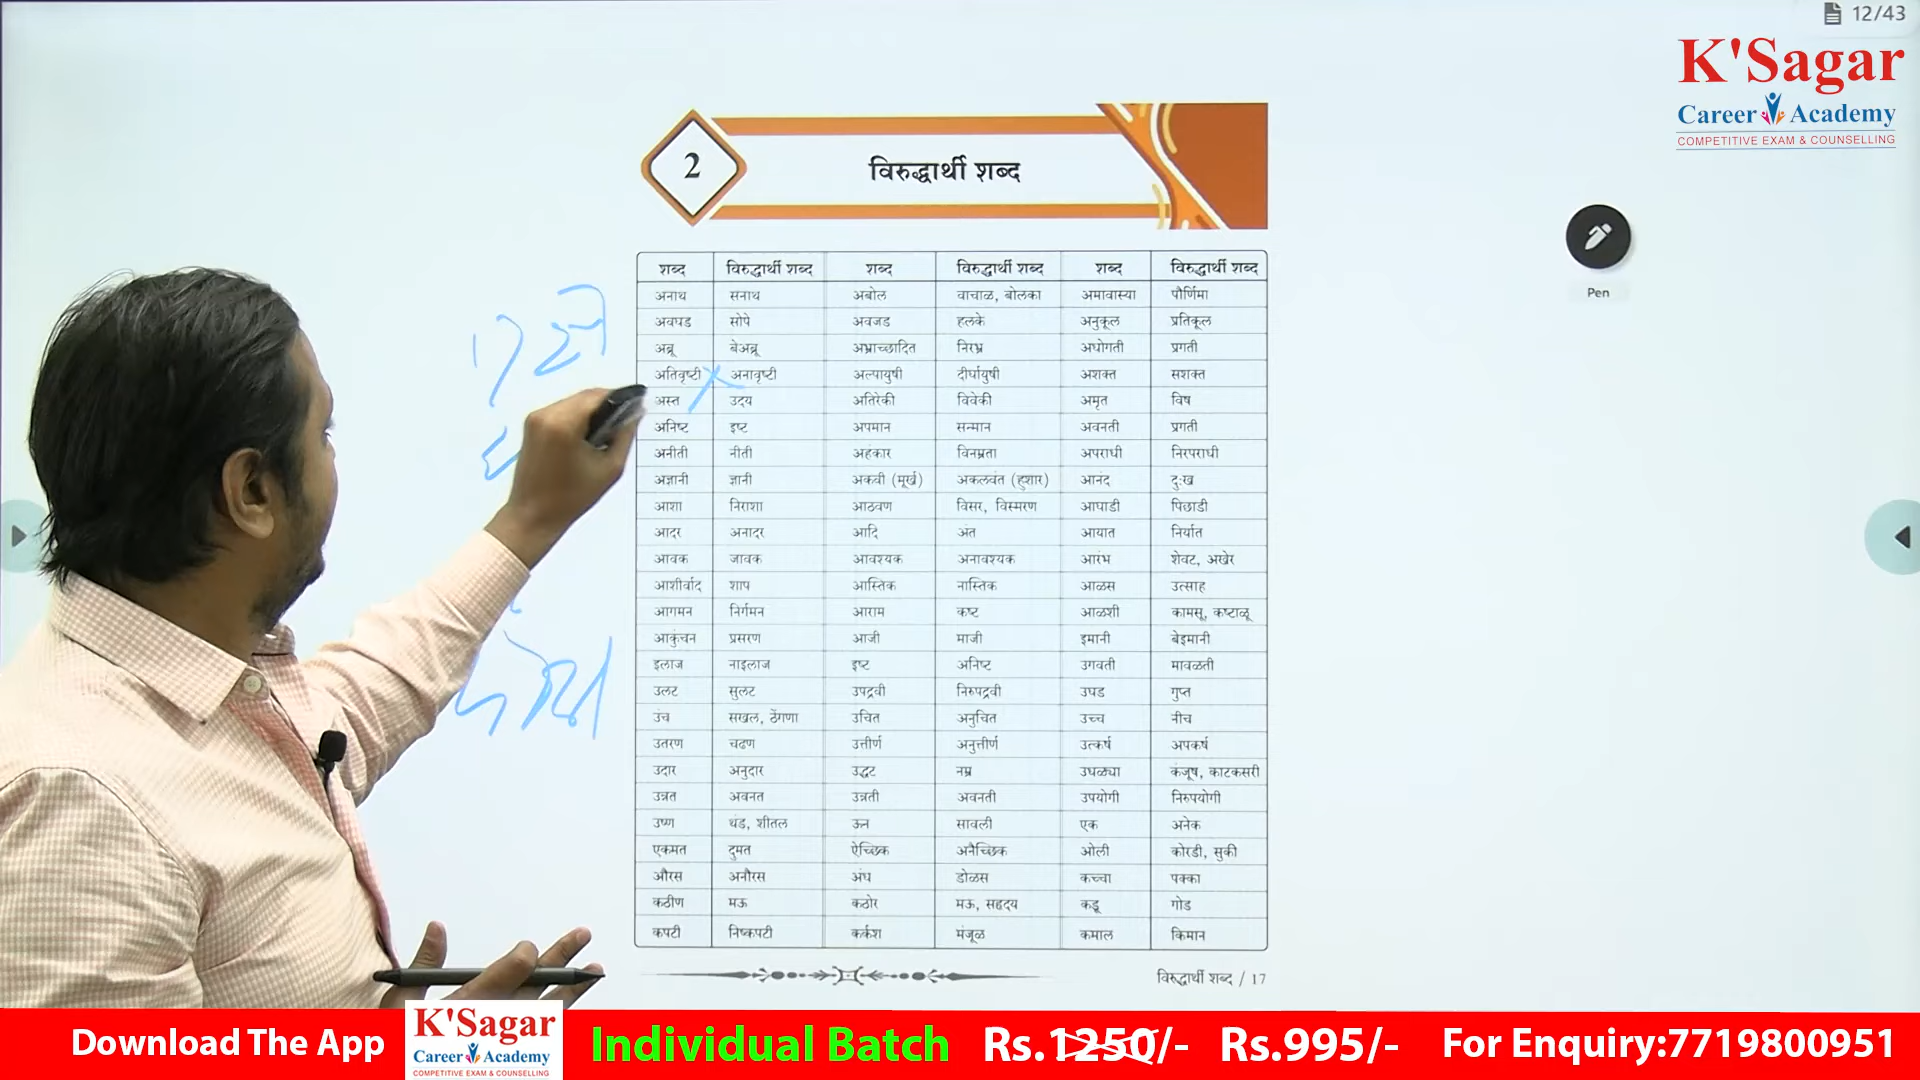 12/43
K'Sagar
Career Academy
COMPETITIVE EXAM & COUNSELLING
2
विरुद्धार्थी शब्द
Pen
शब्द विरुद्धार्थी शब्द शब्द विरुद्धार्थी शब्द शब्द विरुद्धार्थी शब्द
अनाथ सनाथ अबोल वाचाळ, बोलका अमावास्या पौर्णिमा
अवघड सोपे अवजड हलके अनुकूल प्रतिकूल
अब्रू बेअब्रू अभ्राच्छादित निरभ्र अधोगती प्रगती
अतिवृष्टी अनावृष्टी अल्पायुषी दीर्घायुषी अशक्त सशक्त
अस्त उदय अतिरेकी विवेकी अमृत विष
अनिष्ट इष्ट अपमान सन्मान अवनती प्रगती
अनीती नीती अहंकार विनम्रता अपराधी निरपराधी
अज्ञानी ज्ञानी अकवी (मूर्ख) अकलवंत (हुशार) आनंद दुःख
आशा निराशा आठवण विसर, विस्मरण आघाडी पिछाडी
आदर अनादर आदि अंत आयात निर्यात
आवक जावक आवश्यक अनावश्यक आरंभ शेवट, अखेर
आशीर्वाद शाप आस्तिक नास्तिक आळस उत्साह
आगमन निर्गमन आराम कष्ट आळशी कामसू, कष्टाळू
आकुंचन प्रसरण आजी माजी इमानी बेइमानी
इलाज नाइलाज इष्ट अनिष्ट उगवती मावळती
उलट सुलट उपद्रवी निरुपद्रवी उघड गुप्त
उंच सखल, ठेंगणा उचित अनुचित उच्च नीच
उतरण चढण उत्तीर्ण अनुत्तीर्ण उत्कर्ष अपकर्ष
उदार अनुदार उद्धट नम्र उधळ्या कंजूष, काटकसरी
उन्नत अवनत उन्नती अवनती उपयोगी निरुपयोगी
उष्ण थंड, शीतल ऊन सावली एक अनेक
एकमत दुमत ऐच्छिक अनैच्छिक ओली कोरडी, सुकी
औरस अनौरस अंध डोळस कच्चा पक्का
कठीण मऊ कठोर मऊ, सहृदय कडू गोड
कपटी निष्कपटी कर्कश मंजूळ कमाल किमान
विरुद्धार्थी शब्द / 17
Download The App
K'Sagar
Career Academy
COMPETITIVE EXAM & COUNSELLING
Individual Batch Rs.1250/- Rs.995/- For Enquiry:7719800951